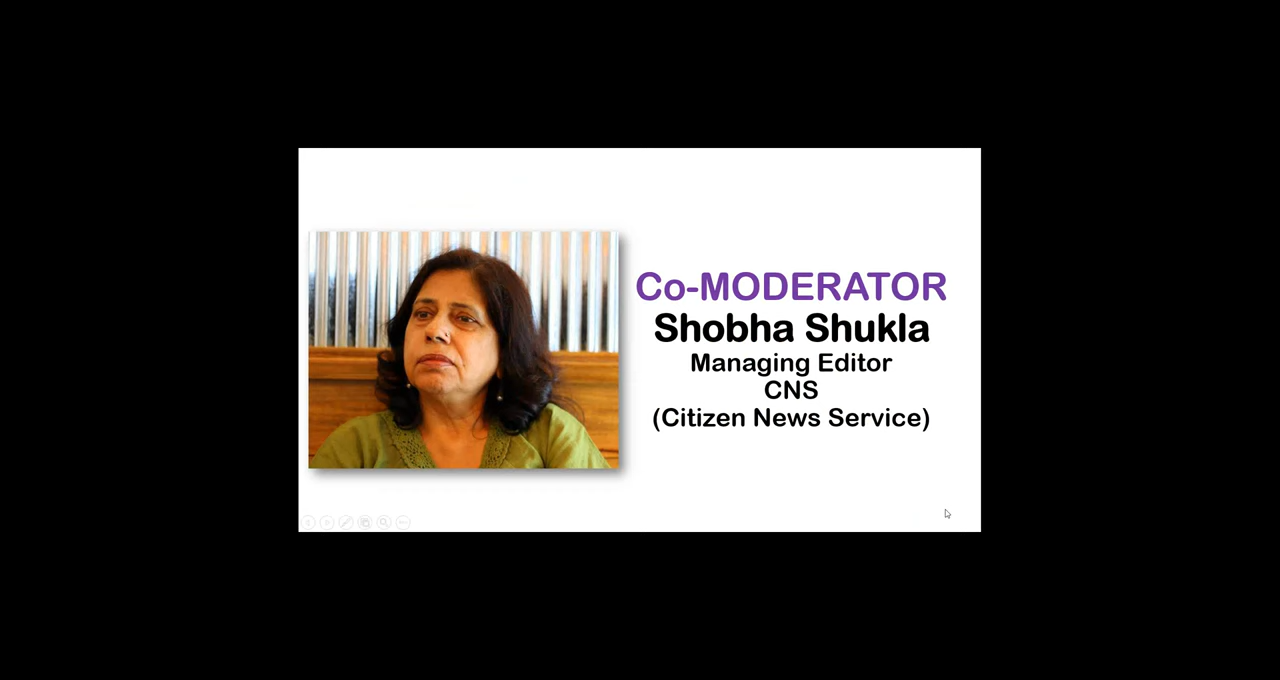 Co-MODERATOR
Shobha Shukla
Managing Editor
CNS
(Citizen News Service)